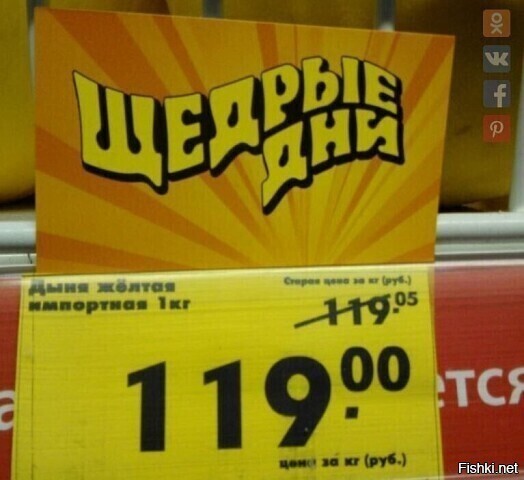 ЩЕДРЫЕ
ДНИ
Дыня жёлтая
импортная 1кг
Старая цена за кг (руб.)
119.05
119.00
цена за кг (руб.)
ется
Fishki.net